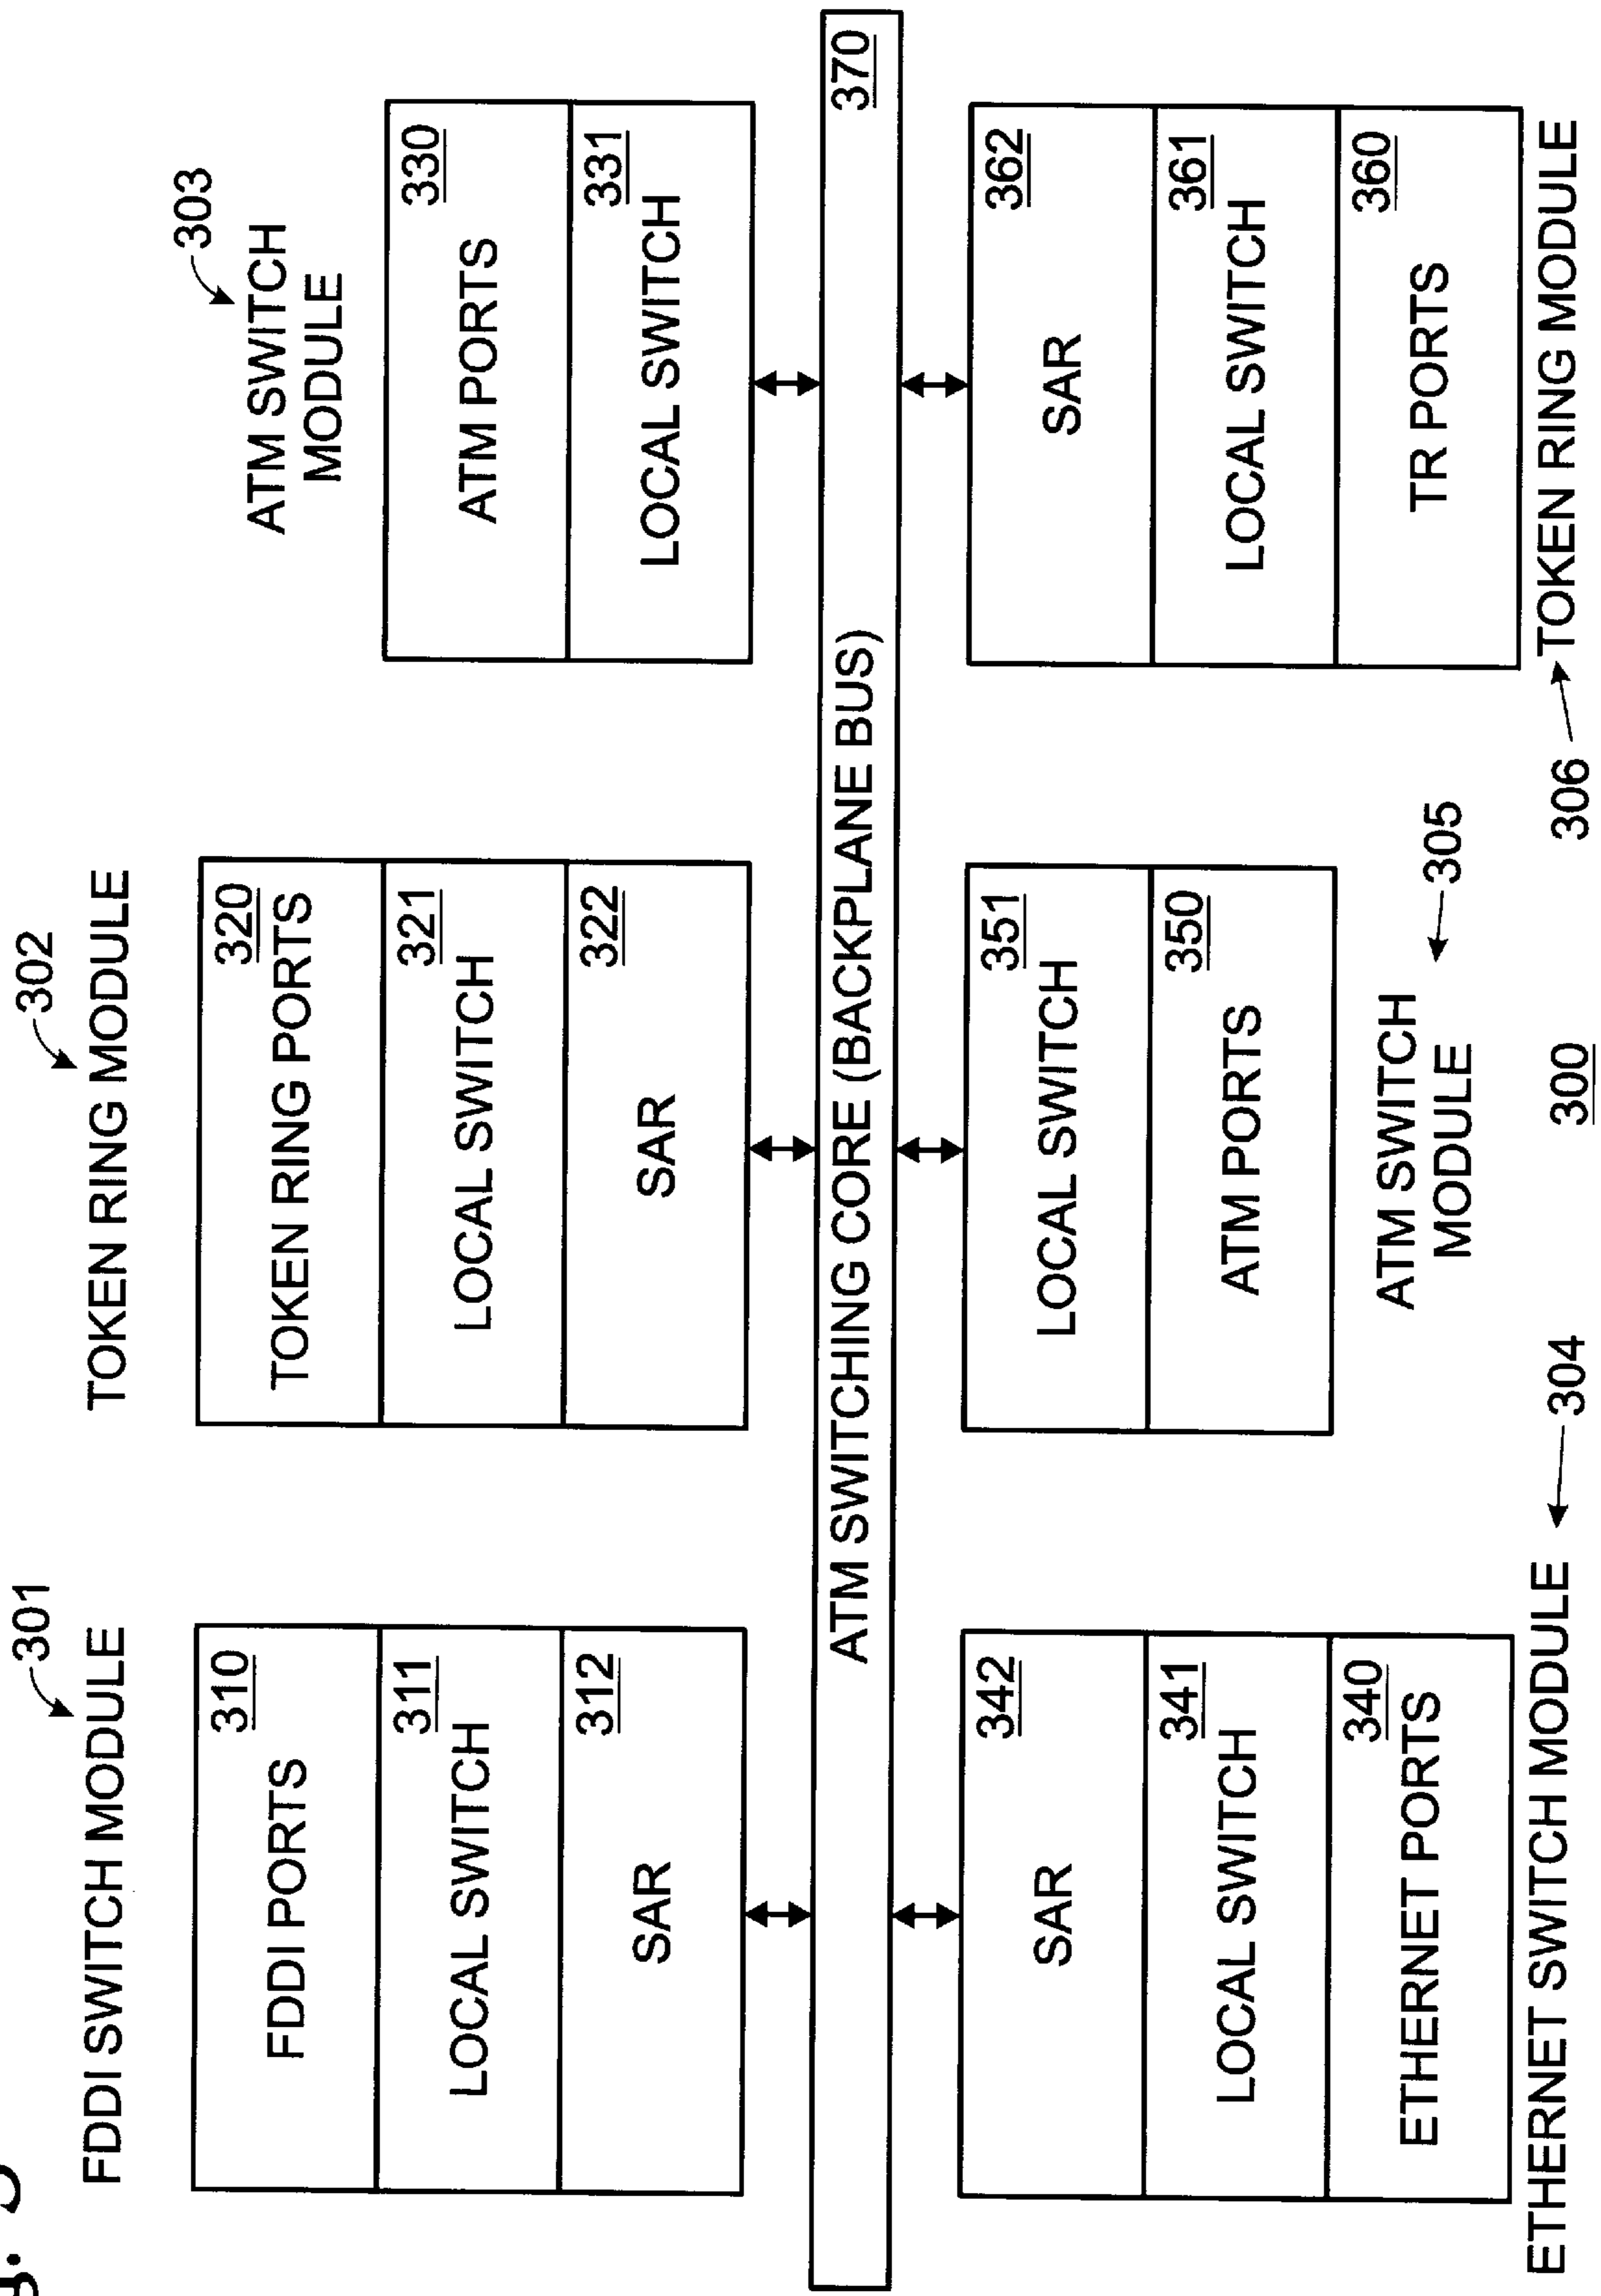 301
FDDI SWITCH MODULE
310
FDDI PORTS
311
LOCAL SWITCH
312
SAR
302
TOKEN RING MODULE
320
TOKEN RING PORTS
321
LOCAL SWITCH
322
SAR
303
ATM SWITCH
MODULE
330
ATM PORTS
331
LOCAL SWITCH
ATM SWITCHING CORE (BACKPLANE BUS)
370
342
SAR
341
LOCAL SWITCH
340
ETHERNET PORTS
ETHERNET SWITCH MODULE
304
351
LOCAL SWITCH
350
ATM PORTS
ATM SWITCH
MODULE
305
300
362
SAR
361
LOCAL SWITCH
360
TR PORTS
306
TOKEN RING MODULE